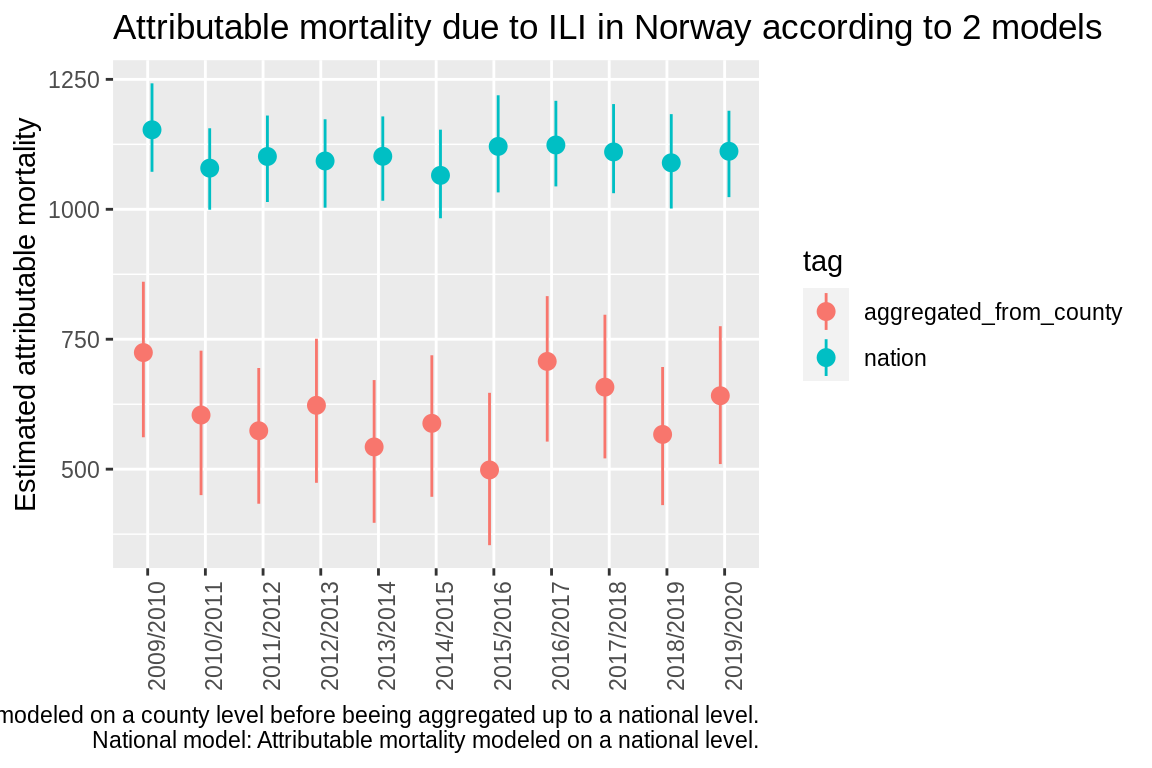 Attributable mortality due to ILI in Norway according to 2 models
Estimated attributable mortality
1250
1000
750
500
2009/2010
2010/2011
2011/2012
2012/2013
2013/2014
2014/2015
2015/2016
2016/2017
2017/2018
2018/2019
2019/2020
tag
aggregated_from_county
nation
modeled on a county level before beeing aggregated up to a national level.
National model: Attributable mortality modeled on a national level.